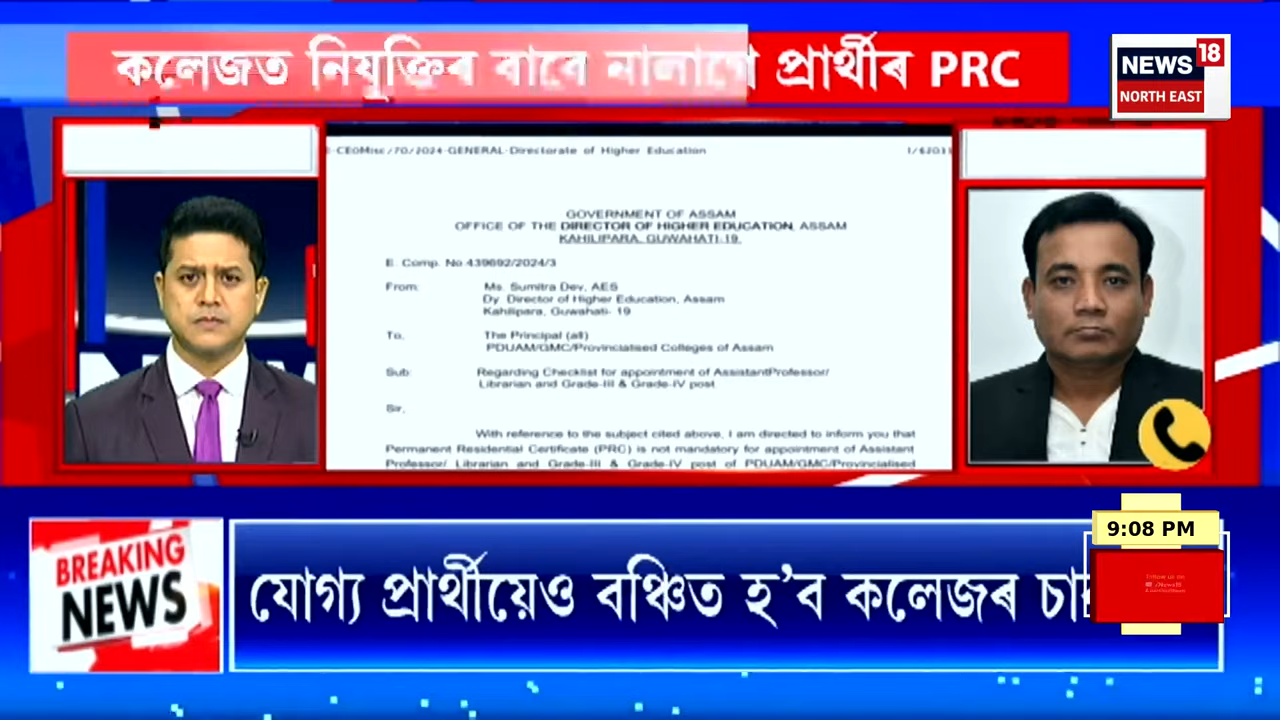 কলেজত নিযুক্তিৰ বাবে নালাগে প্ৰাৰ্থীৰ PRC
NEWS 18
NORTH EAST
E-CEOMisc/70/2024-GENERAL-Directorate of Higher Education
GOVERNMENT OF ASSAM
OFFICE OF THE DIRECTOR OF HIGHER EDUCATION, ASSAM
KAHILIPARA, GUWAHATI-19.
E. Comp. No.439692/2024/3
From: Ms. Sumitra Dev, AES
Dy. Director of Higher Education, Assam
Kahilipara, Guwahati- 19
To, The Principal (all)
PDUAM/GMC/Provincialised Colleges of Assam
Sub: Regarding Checklist for appointment of AssistantProfessor/
Librarian and Grade-III & Grade-IV post
Sir,
With reference to the subject cited above, I am directed to inform you that
Permanent Residential Certificate (PRC) is not mandatory for appointment of Assistant
Professor/ Librarian and Grade-III & Grade-IV post of PDUAM/GMC/Provincialised
BREAKING
NEWS
যোগ্য প্ৰাৰ্থীয়েও বঞ্চিত হ'ব কলেজৰ
9:08 PM